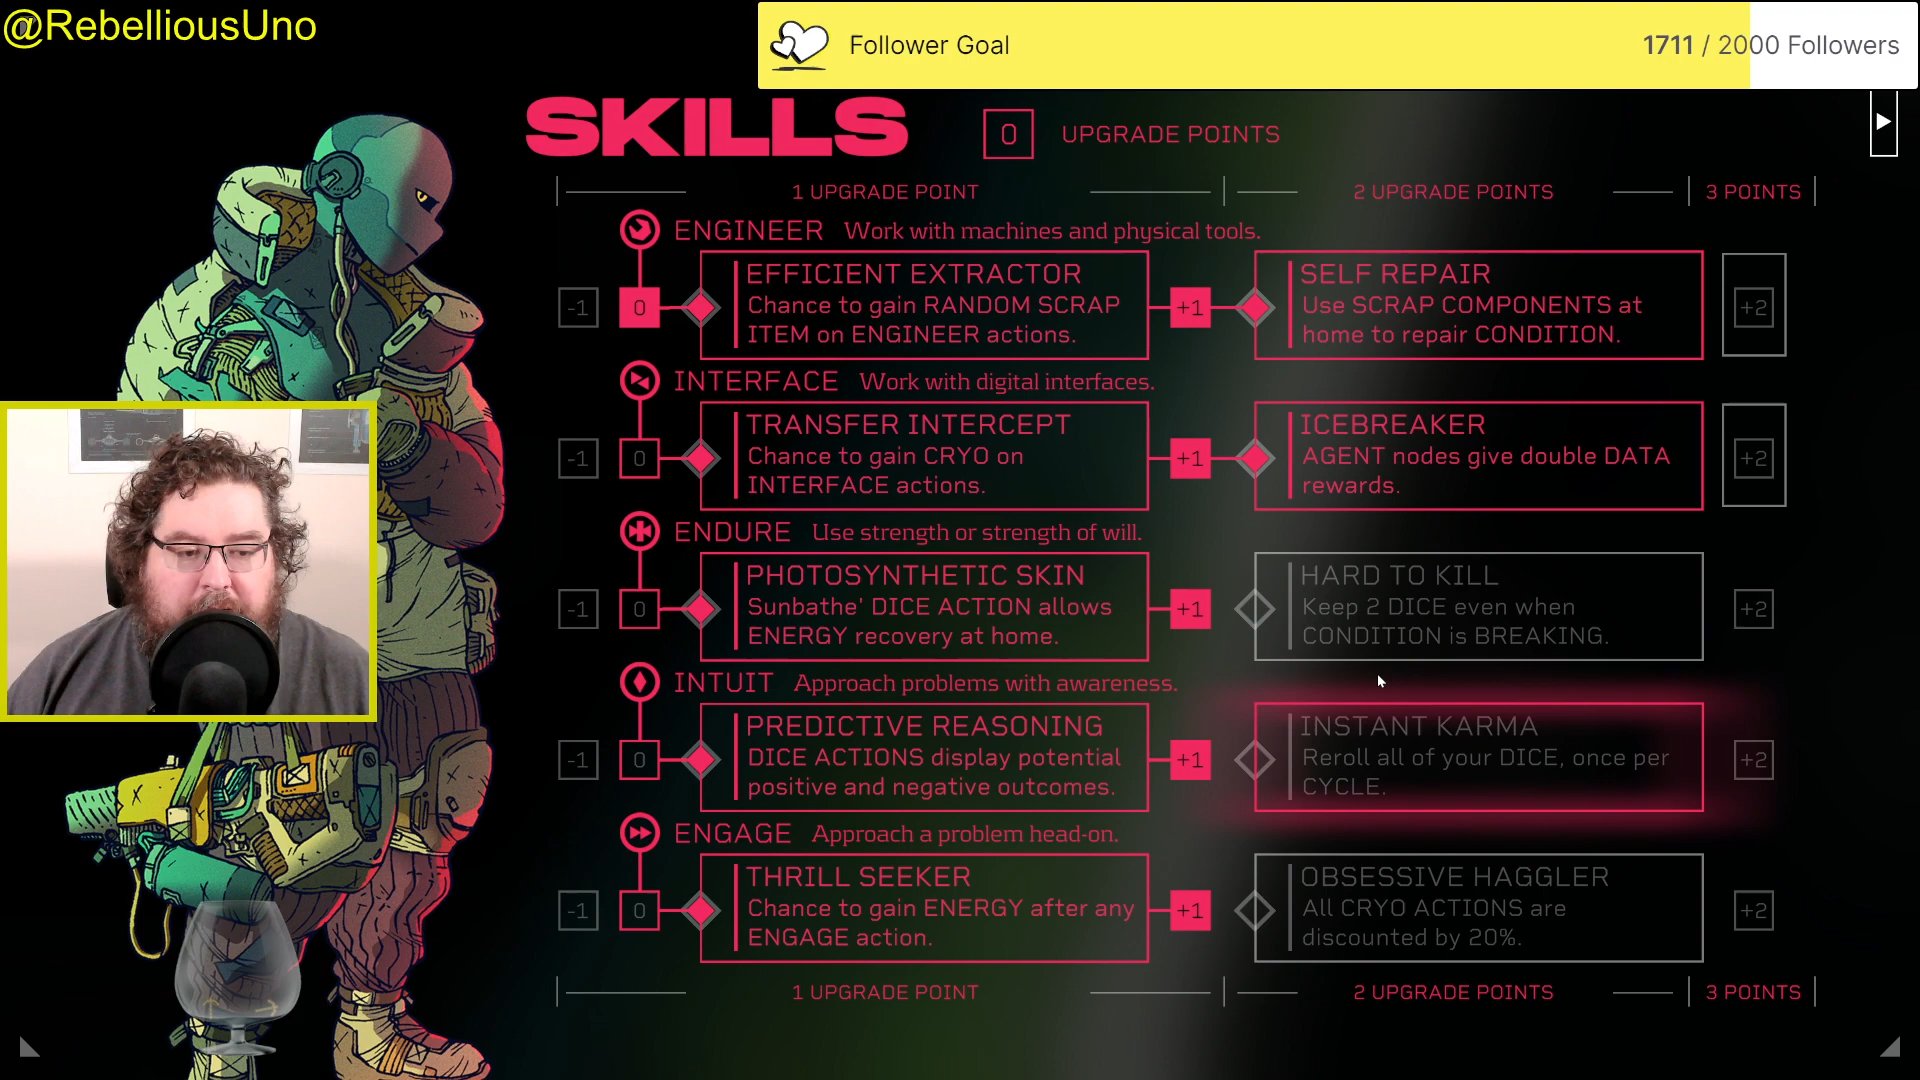 @RebelliousUno
Follower Goal
1711 / 2000 Followers
SKILLS
0 UPGRADE POINTS
1 UPGRADE POINT
2 UPGRADE POINTS
3 POINTS
ENGINEER Work with machines and physical tools.
-1
0
EFFICIENT EXTRACTOR
Chance to gain RANDOM SCRAP
ITEM on ENGINEER actions.
+1
SELF REPAIR
Use SCRAP COMPONENTS at
home to repair CONDITION.
+2
INTERFACE Work with digital interfaces.
-1
0
TRANSFER INTERCEPT
Chance to gain CRYO on
INTERFACE actions.
+1
ICEBREAKER
AGENT nodes give double DATA
rewards.
+2
ENDURE Use strength or strength of will.
-1
0
PHOTOSYNTHETIC SKIN
Sunbathe' DICE ACTION allows
ENERGY recovery at home.
+1
HARD TO KILL
Keep 2 DICE even when
CONDITION is BREAKING.
+2
INTUIT Approach problems with awareness.
-1
0
PREDICTIVE REASONING
DICE ACTIONS display potential
positive and negative outcomes.
+1
INSTANT KARMA
Reroll all of your DICE, once per
CYCLE.
+2
ENGAGE Approach a problem head-on.
-1
0
THRILL SEEKER
Chance to gain ENERGY after any
ENGAGE action.
+1
OBSESSIVE HAGGLER
All CRYO ACTIONS are
discounted by 20%.
+2
1 UPGRADE POINT
2 UPGRADE POINTS
3 POINTS